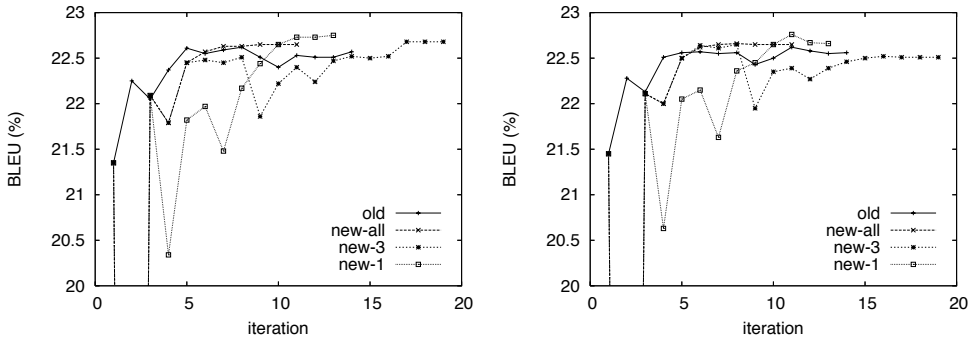 23
22.5
22
21.5
21
20.5
20
BLEU (%)
0 5 10 15 20
iteration
old
new-all
new-3
new-1
23
22.5
22
21.5
21
20.5
20
BLEU (%)
0 5 10 15 20
iteration
old
new-all
new-3
new-1